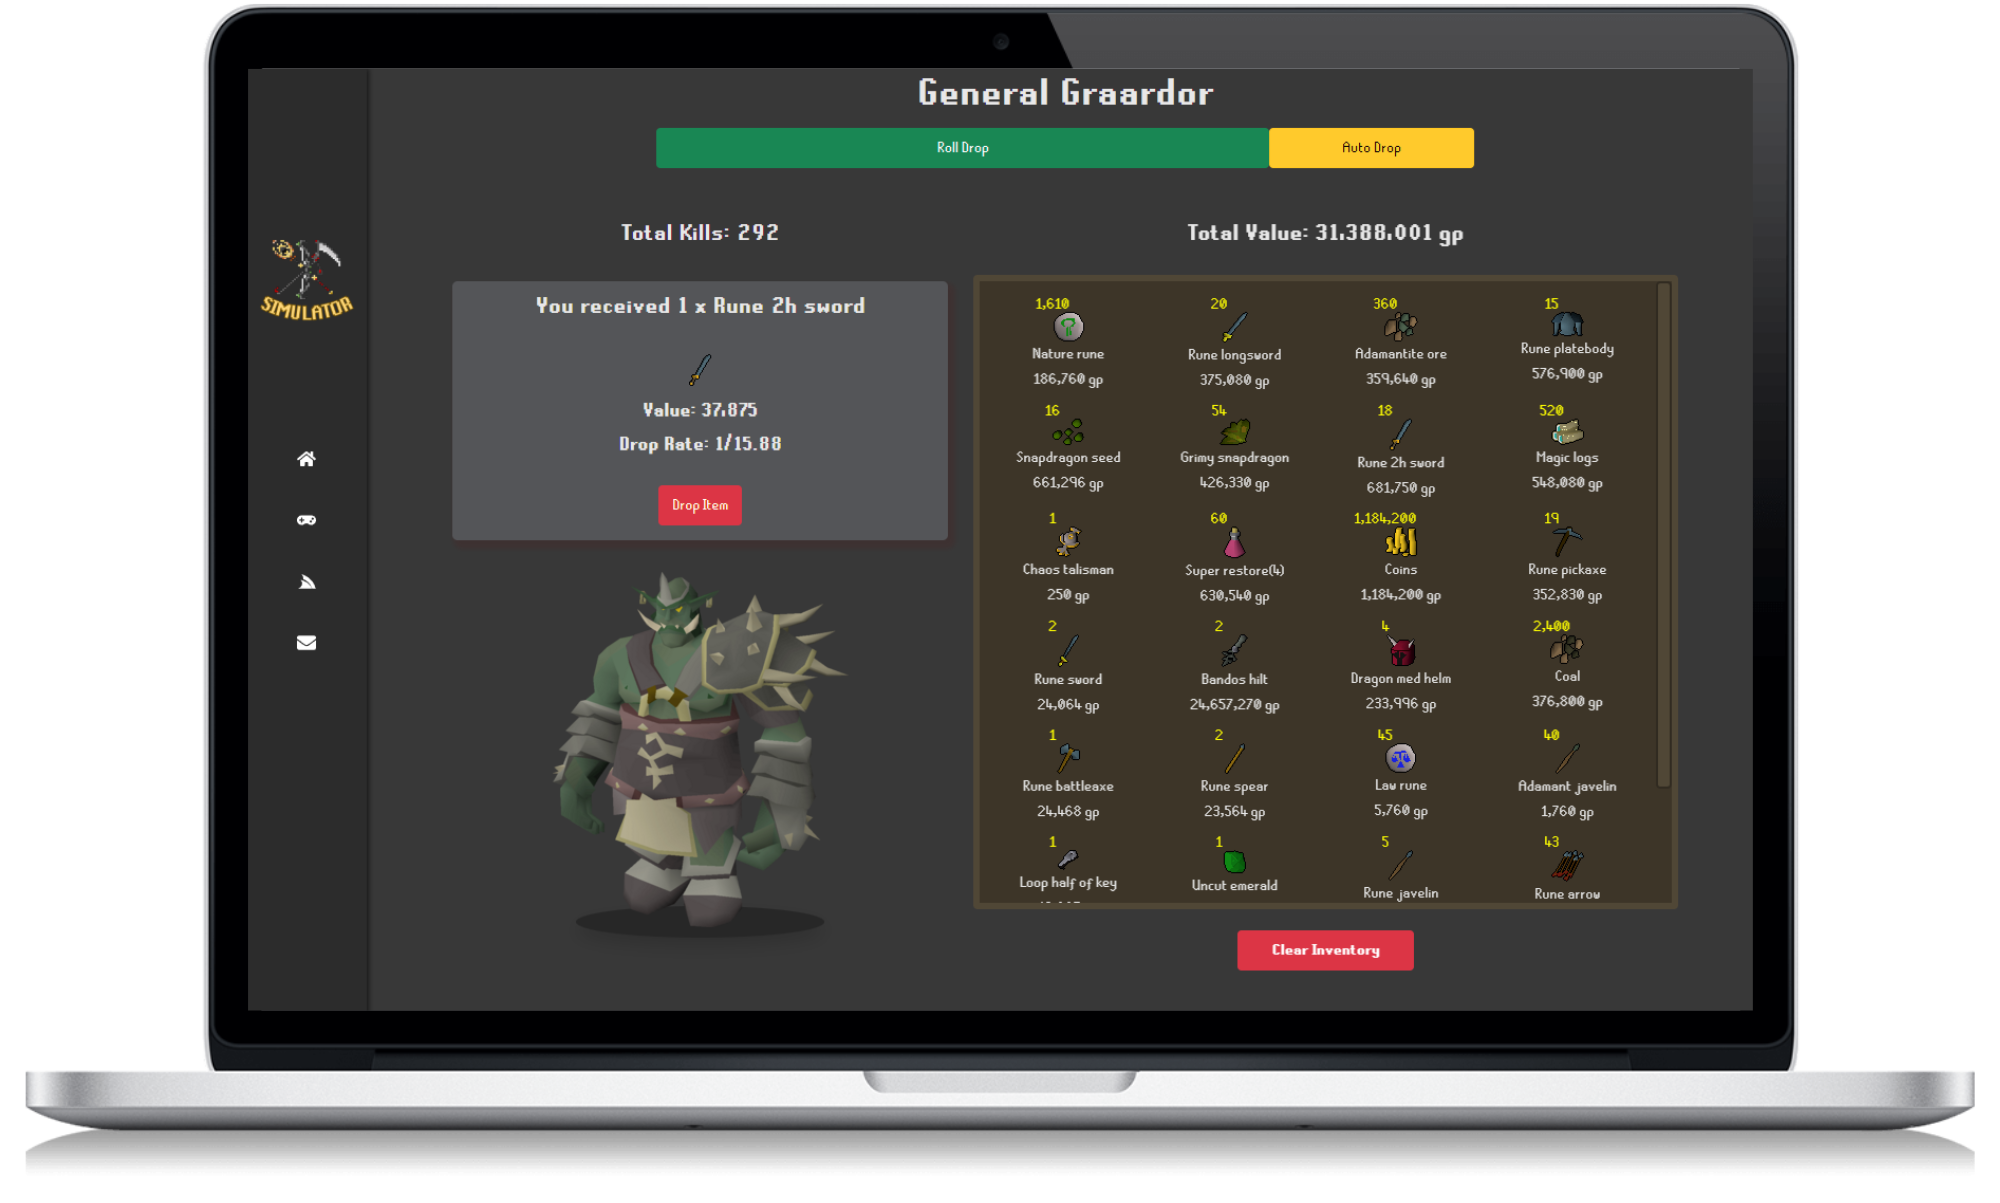 General Graardor
Roll Drop
Auto Drop
Total Kills: 292
Total Value: 31.388.001 gp
SIMULATOR
You received 1 x Rune 2h sword
Value: 37.875
Drop Rate: 1/15.88
Drop Item
1,610
20
360
15
Nature rune
Rune longsword
Adamantite ore
Rune platebody
186,760 gp
375,080 gp
359,640 gp
576,900 gp
16
54
18
520
Snapdragon seed
Grimy snapdragon
Rune 2h sword
Magic logs
661,296 gp
426,330 gp
681,750 gp
548,080 gp
1
60
1,184,200
19
Chaos talisman
Super restore(4)
Coins
Rune pickaxe
250 gp
630,540 gp
1,184,200 gp
352,830 gp
2
2
4
2,400
Rune sword
Bandos hilt
Dragon med helm
Coal
24,064 gp
24,657,270 gp
233,996 gp
376,800 gp
1
2
45
40
Rune battleaxe
Rune spear
Law rune
Adamant javelin
24,468 gp
23,564 gp
5,760 gp
1,760 gp
1
1
5
43
Loop half of key
Uncut emerald
Rune javelin
Rune arrow
Clear Inventory